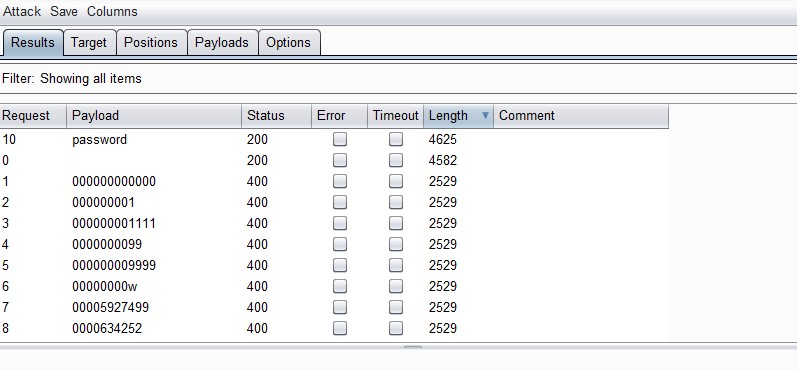 Attack Save Columns
Results Target Positions Payloads Options
Filter: Showing all items
Request Payload Status Error Timeout Length Comment
10 password 200 4625
0 200 4582
1 000000000000 400 2529
2 000000001 400 2529
3 000000001111 400 2529
4 0000000099 400 2529
5 000000009999 400 2529
6 00000000w 400 2529
7 00005927499 400 2529
8 0000634252 400 2529